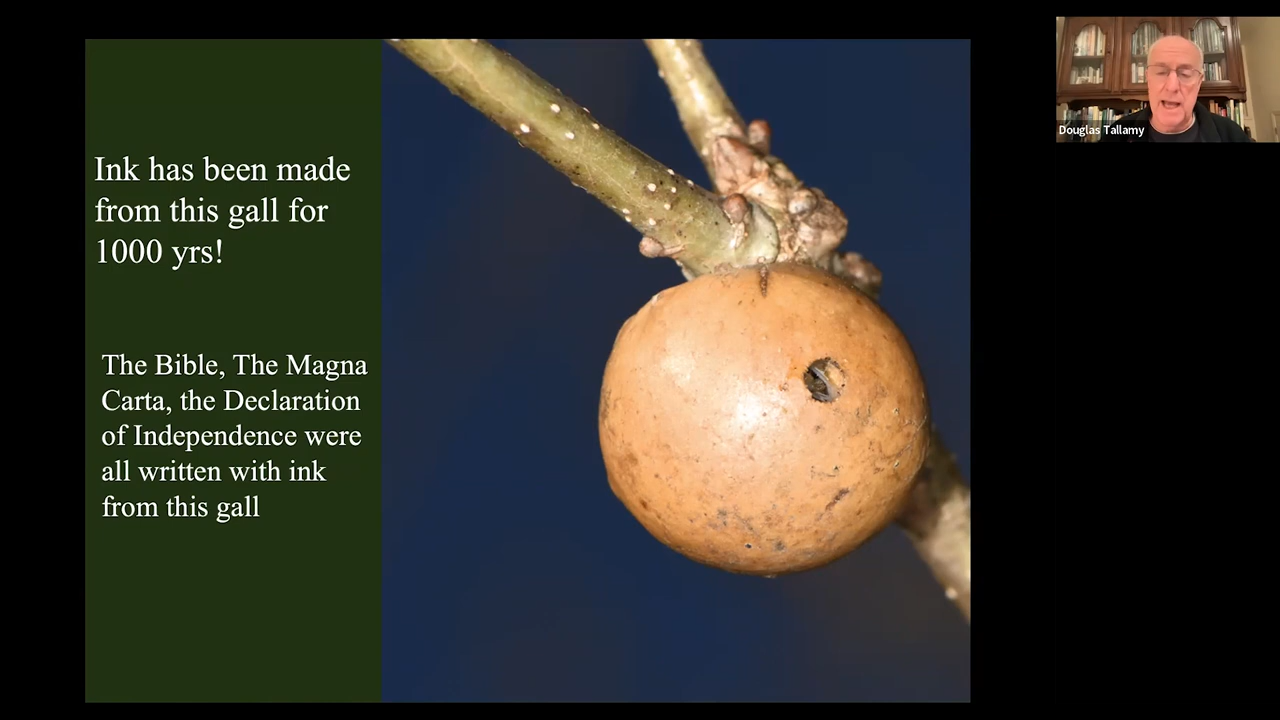 Ink has been made
from this gall for
1000 yrs!
The Bible, The Magna
Carta, the Declaration
of Independence were
all written with ink
from this gall
Douglas Tallamy